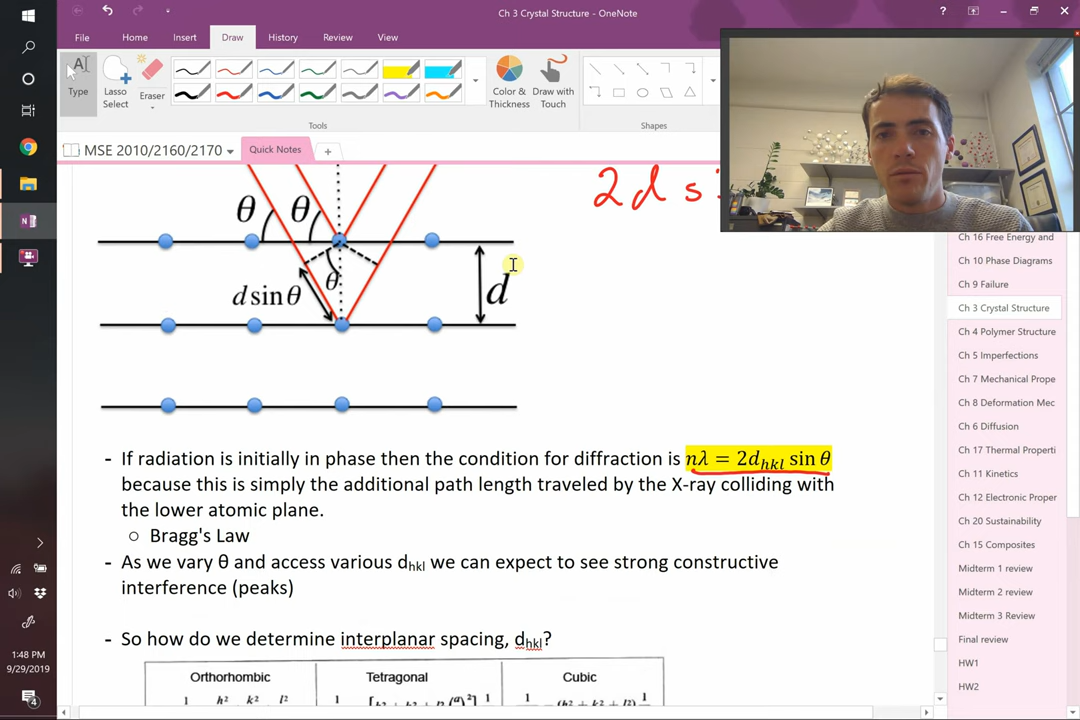 Ch 3 Crystal Structure - OneNote
File Home Insert Draw History Review View
Type
Lasso Select
Eraser
Color & Thickness
Draw with Touch
Tools
Shapes
MSE 2010/2160/2170
Quick Notes
2 d s
θ θ
θ
d sin θ
d
- If radiation is initially in phase then the condition for diffraction is nλ = 2d_hkl sin θ
because this is simply the additional path length traveled by the X-ray colliding with
the lower atomic plane.
Bragg's Law
- As we vary θ and access various d_hkl we can expect to see strong constructive
interference (peaks)
- So how do we determine interplanar spacing, d_hkl?
Orthorhombic Tetragonal Cubic
Ch 16 Free Energy and
Ch 10 Phase Diagrams
Ch 9 Failure
Ch 3 Crystal Structure
Ch 4 Polymer Structure
Ch 5 Imperfections
Ch 7 Mechanical Prope
Ch 8 Deformation Mec
Ch 6 Diffusion
Ch 17 Thermal Properti
Ch 11 Kinetics
Ch 12 Electronic Proper
Ch 20 Sustainability
Ch 15 Composites
Midterm 1 review
Midterm 2 review
Midterm 3 Review
Final review
HW1
HW2
1:48 PM
9/29/2019
4